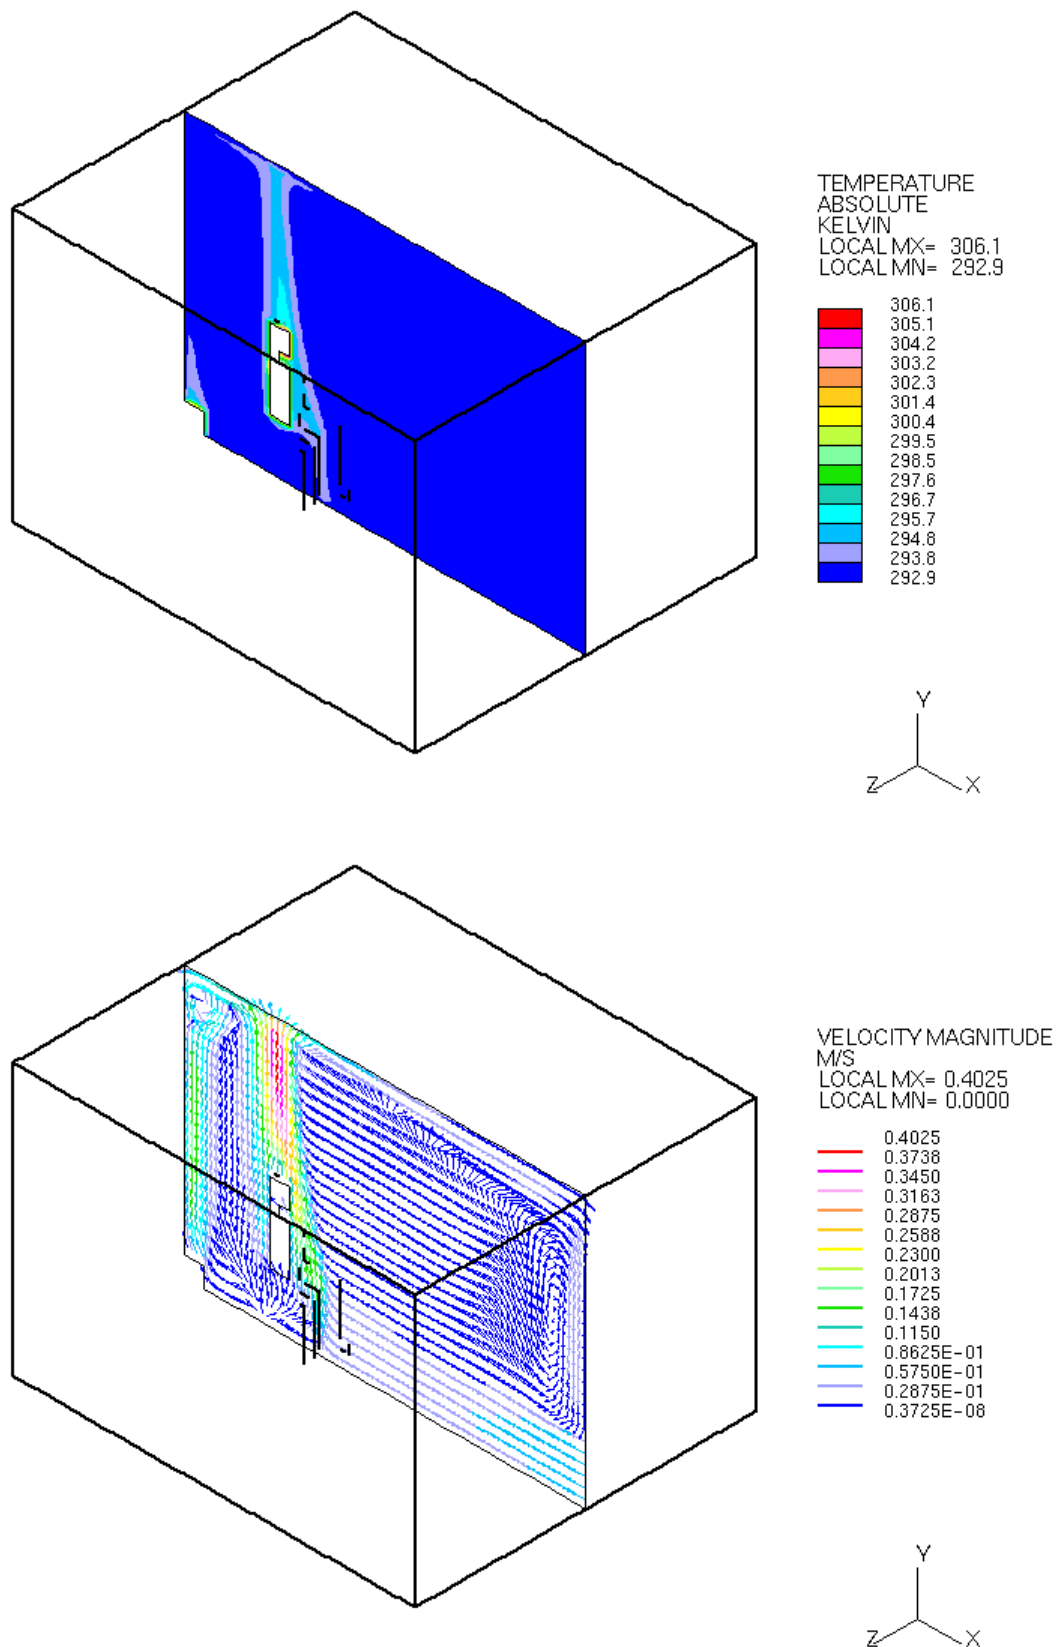 TEMPERATURE
ABSOLUTE
KELVIN
LOCAL MX= 306.1
LOCAL MN= 292.9
306.1
305.1
304.2
303.2
302.3
301.4
300.4
299.5
298.5
297.6
296.7
295.7
294.8
293.8
292.9
Y
Z X
VELOCITY MAGNITUDE
M/S
LOCAL MX= 0.4025
LOCAL MN= 0.0000
0.4025
0.3738
0.3450
0.3163
0.2875
0.2588
0.2300
0.2013
0.1725
0.1438
0.1150
0.8625E-01
0.5750E-01
0.2875E-01
0.3725E-08
Y
Z X